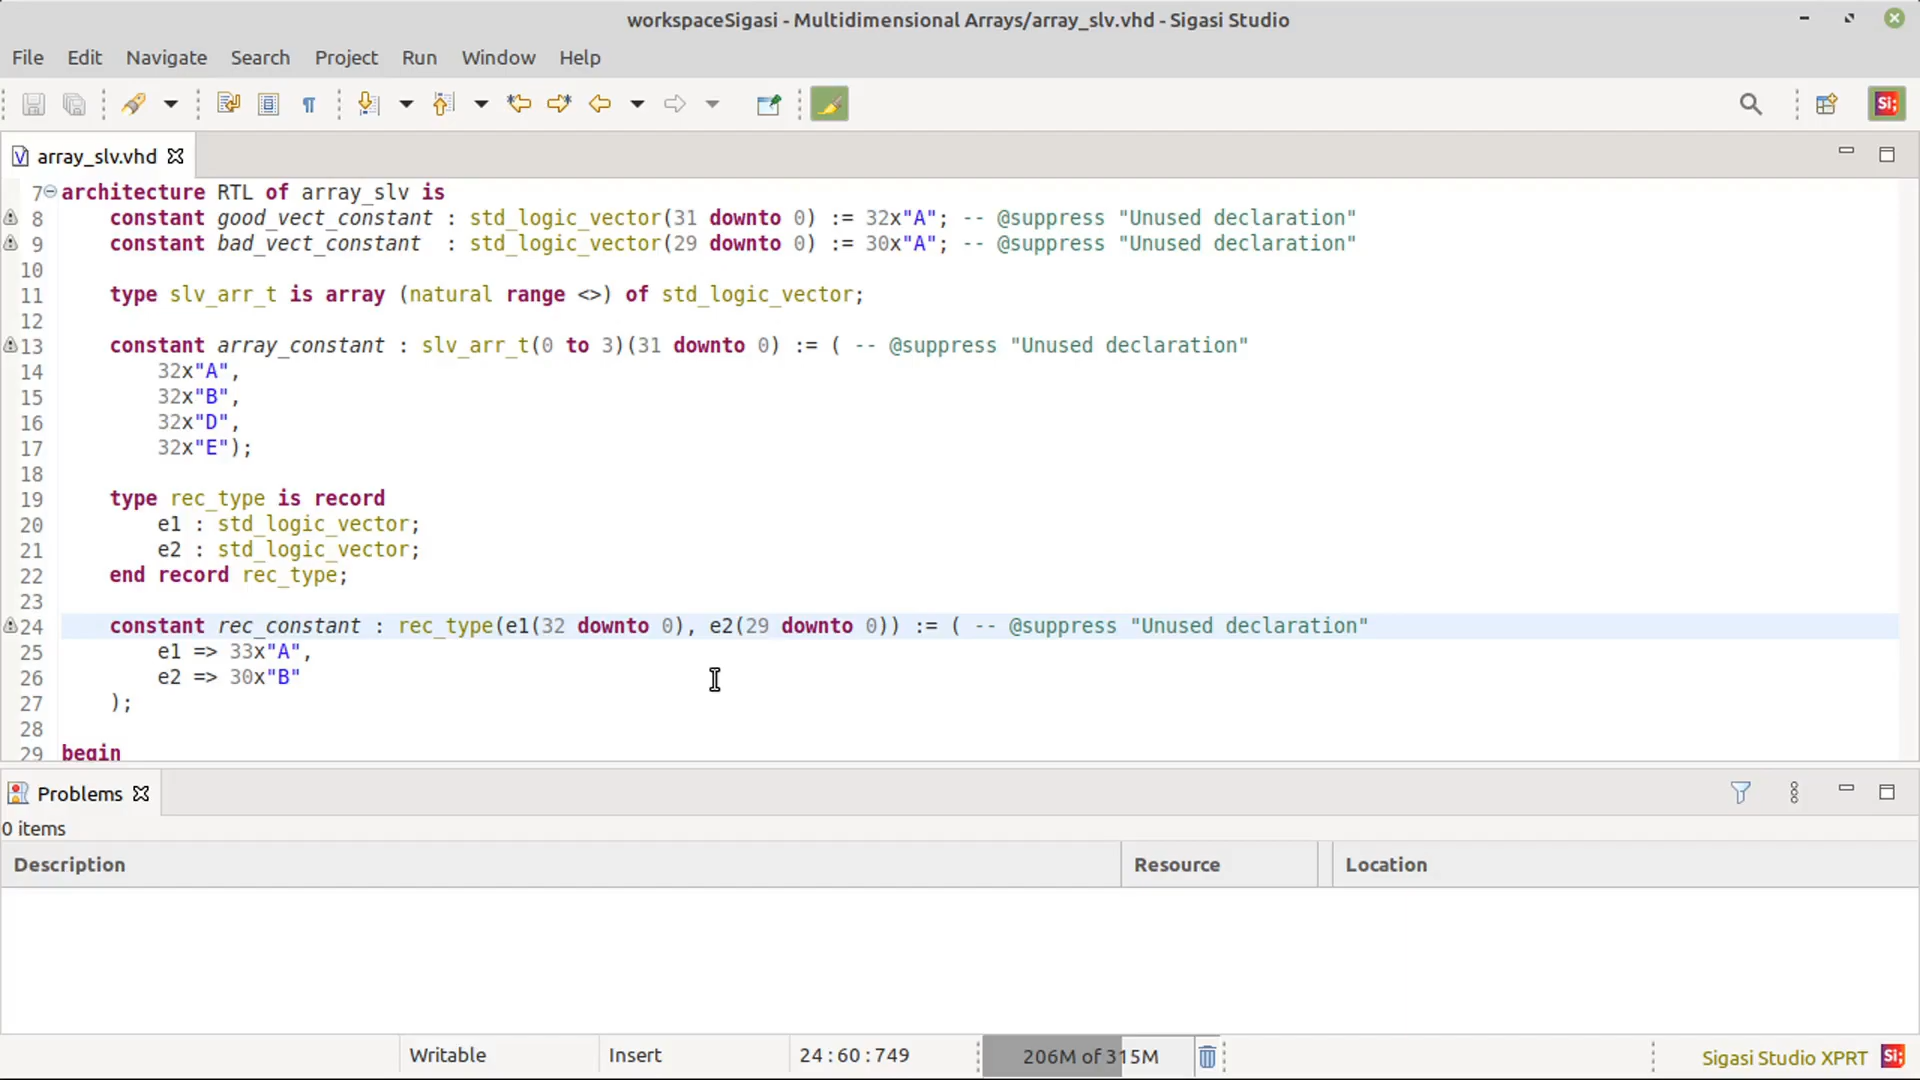 workspaceSigasi - Multidimensional Arrays/array_slv.vhd - Sigasi Studio
File Edit Navigate Search Project Run Window Help
Si;
array_slv.vhd
7 architecture RTL of array_slv is
8     constant good_vect_constant : std_logic_vector(31 downto 0) := 32x"A"; -- @suppress "Unused declaration"
9     constant bad_vect_constant  : std_logic_vector(29 downto 0) := 30x"A"; -- @suppress "Unused declaration"
10
11     type slv_arr_t is array (natural range <>) of std_logic_vector;
12
13     constant array_constant : slv_arr_t(0 to 3)(31 downto 0) := ( -- @suppress "Unused declaration"
14         32x"A",
15         32x"B",
16         32x"D",
17         32x"E");
18
19     type rec_type is record
20         e1 : std_logic_vector;
21         e2 : std_logic_vector;
22     end record rec_type;
23
24     constant rec_constant : rec_type(e1(32 downto 0), e2(29 downto 0)) := ( -- @suppress "Unused declaration"
25         e1 => 33x"A",
26         e2 => 30x"B"
27     );
28
29 begin
Problems
0 items
Description Resource Location
Writable Insert 24:60:749 206M of 315M Sigasi Studio XPRT Si;